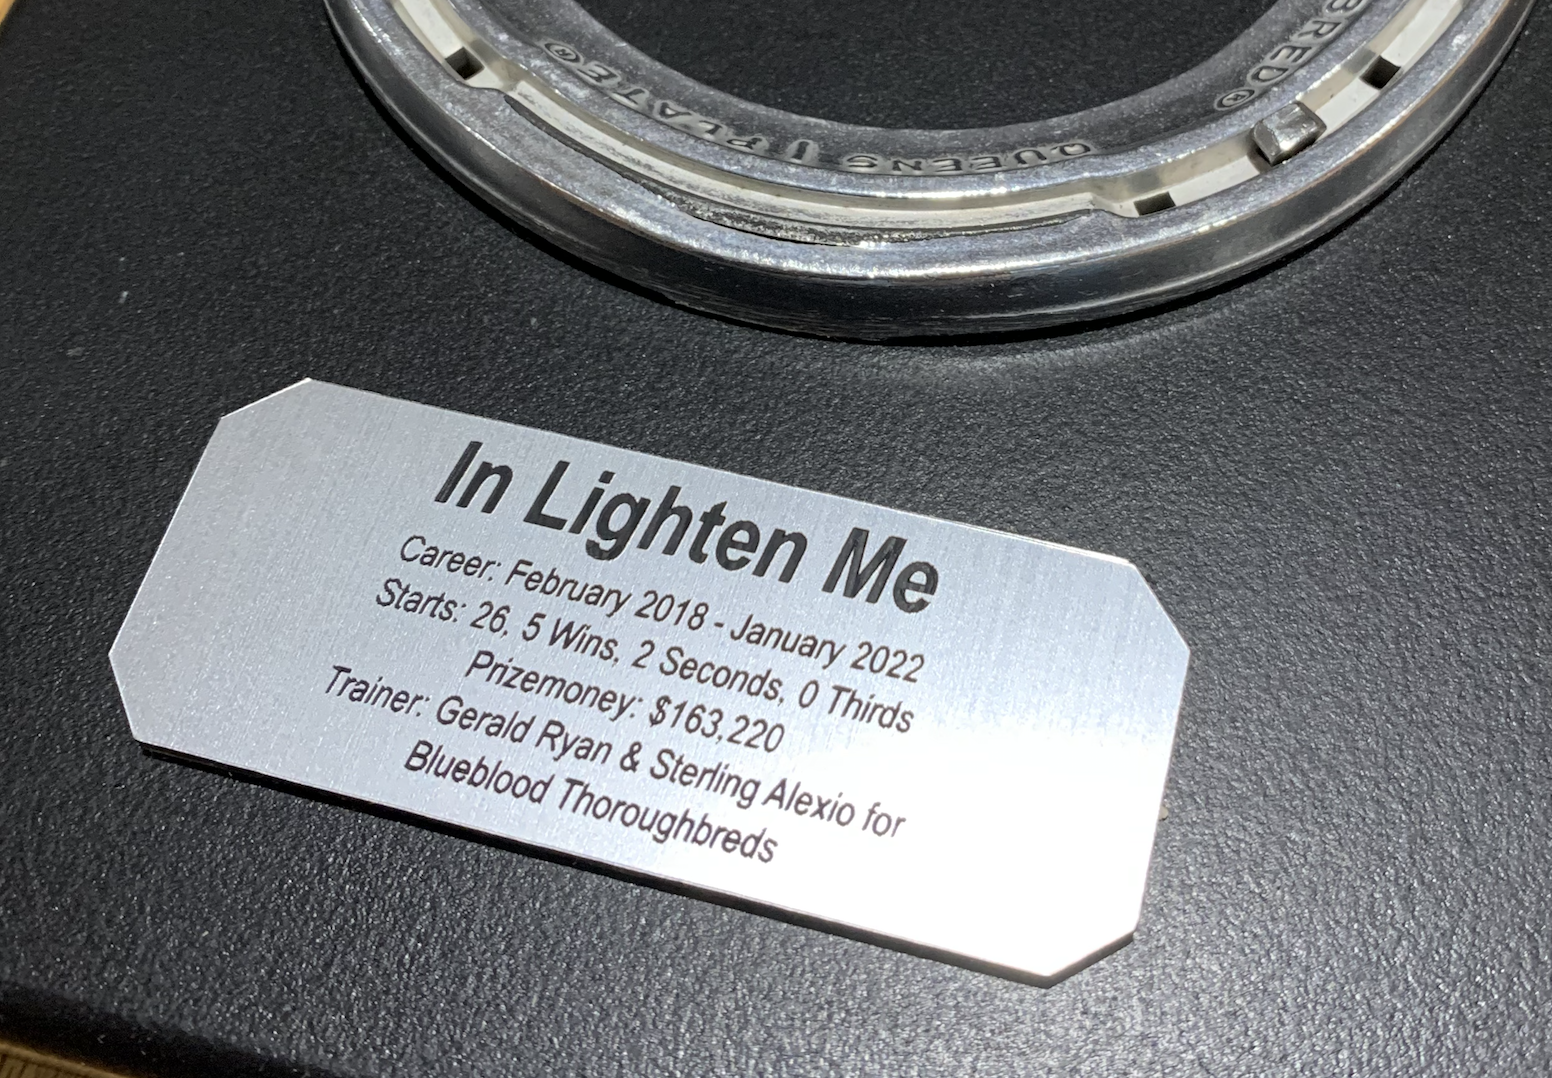 BRED®
QUEENS PLATE®
In Lighten Me
Career: February 2018 - January 2022
Starts: 26, 5 Wins, 2 Seconds, 0 Thirds
Prizemoney: $163,220
Trainer: Gerald Ryan & Sterling Alexio for
Blueblood Thoroughbreds